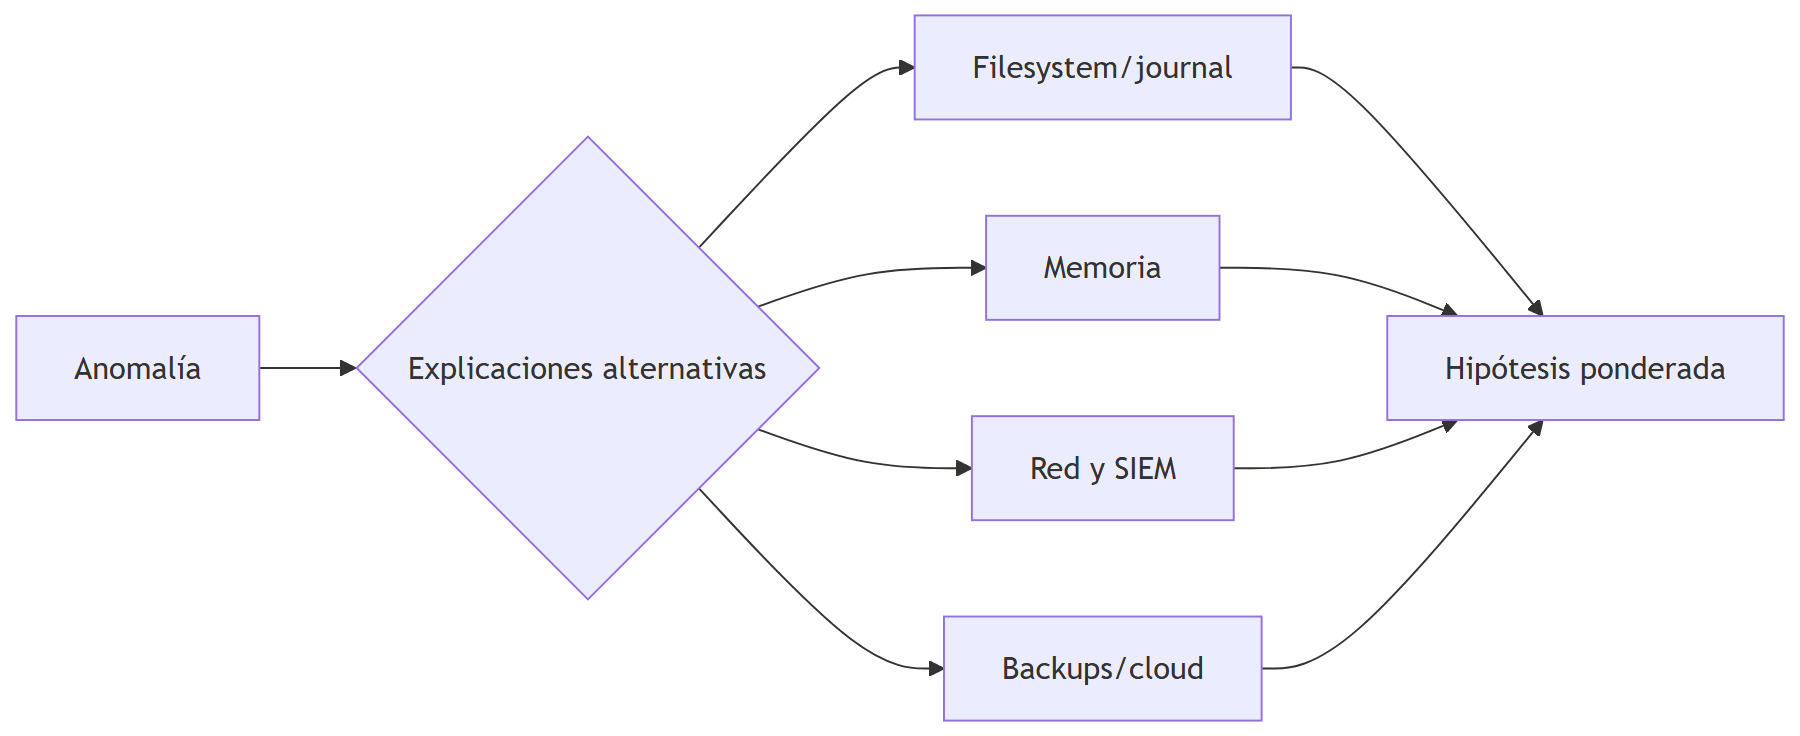 Anomalía
Explicaciones alternativas
Filesystem/journal
Memoria
Red y SIEM
Backups/cloud
Hipótesis ponderada